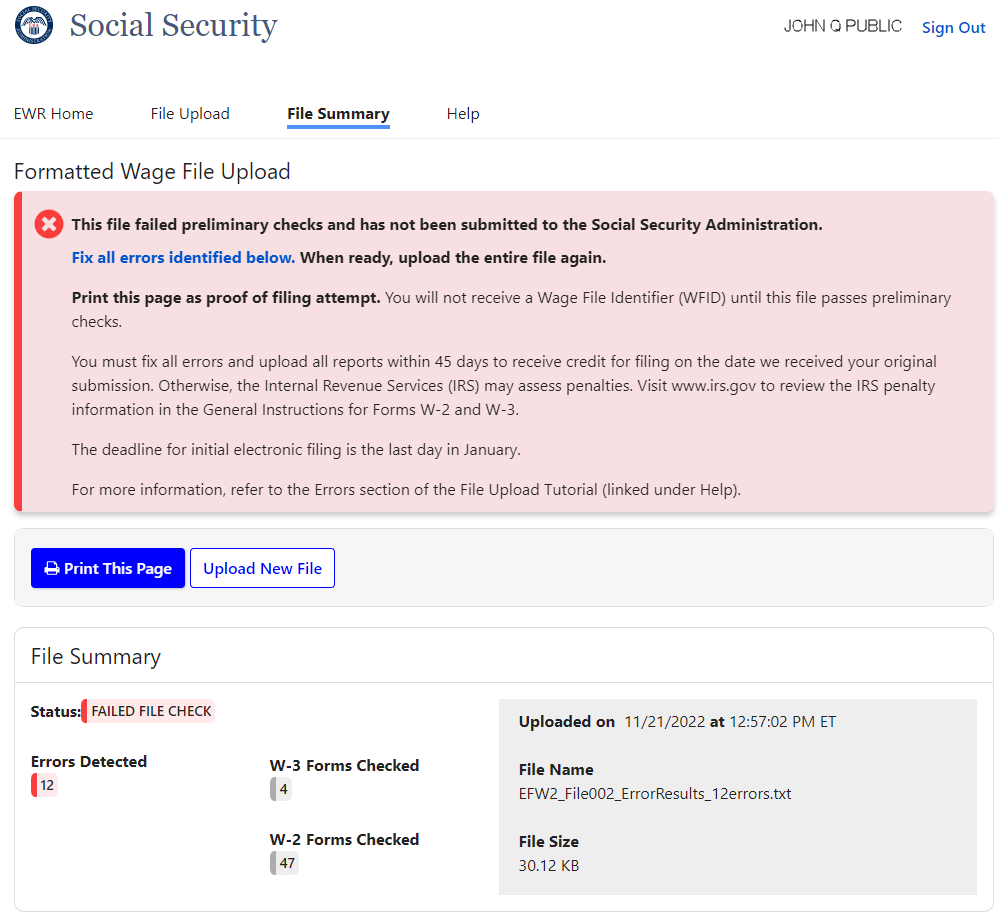 Social Security
JOHN Q PUBLIC
Sign Out
EWR Home
File Upload
File Summary
Help
Formatted Wage File Upload
This file failed preliminary checks and has not been submitted to the Social Security Administration.
Fix all errors identified below. When ready, upload the entire file again.
Print this page as proof of filing attempt. You will not receive a Wage File Identifier (WFID) until this file passes preliminary
checks.
You must fix all errors and upload all reports within 45 days to receive credit for filing on the date we received your original
submission. Otherwise, the Internal Revenue Services (IRS) may assess penalties. Visit www.irs.gov to review the IRS penalty
information in the General Instructions for Forms W-2 and W-3.
The deadline for initial electronic filing is the last day in January.
For more information, refer to the Errors section of the File Upload Tutorial (linked under Help).
Print This Page
Upload New File
File Summary
Status: FAILED FILE CHECK
Errors Detected
12
W-3 Forms Checked
4
W-2 Forms Checked
47
Uploaded on 11/21/2022 at 12:57:02 PM ET
File Name
EFW2_File002_ErrorResults_12errors.txt
File Size
30.12 KB